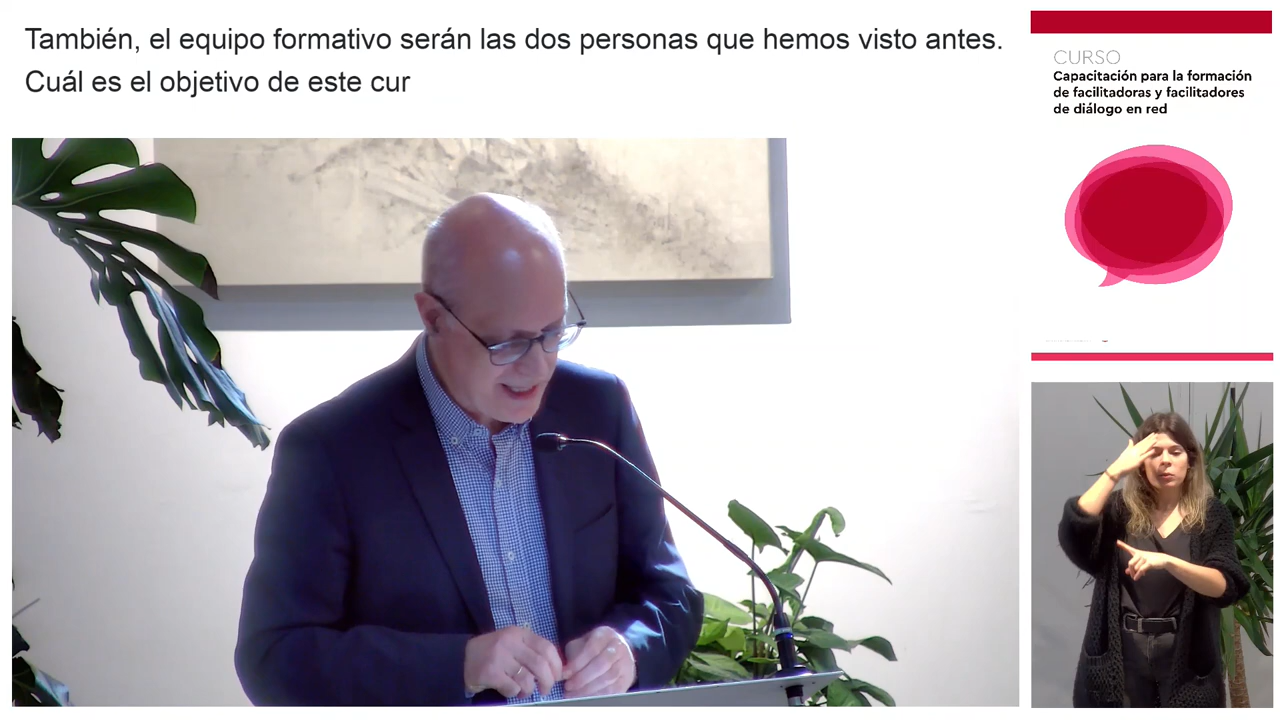 También, el equipo formativo serán las dos personas que hemos visto antes.
Cuál es el objetivo de este cur
CURSO
Capacitación para la formación
de facilitadoras y facilitadores
de diálogo en red